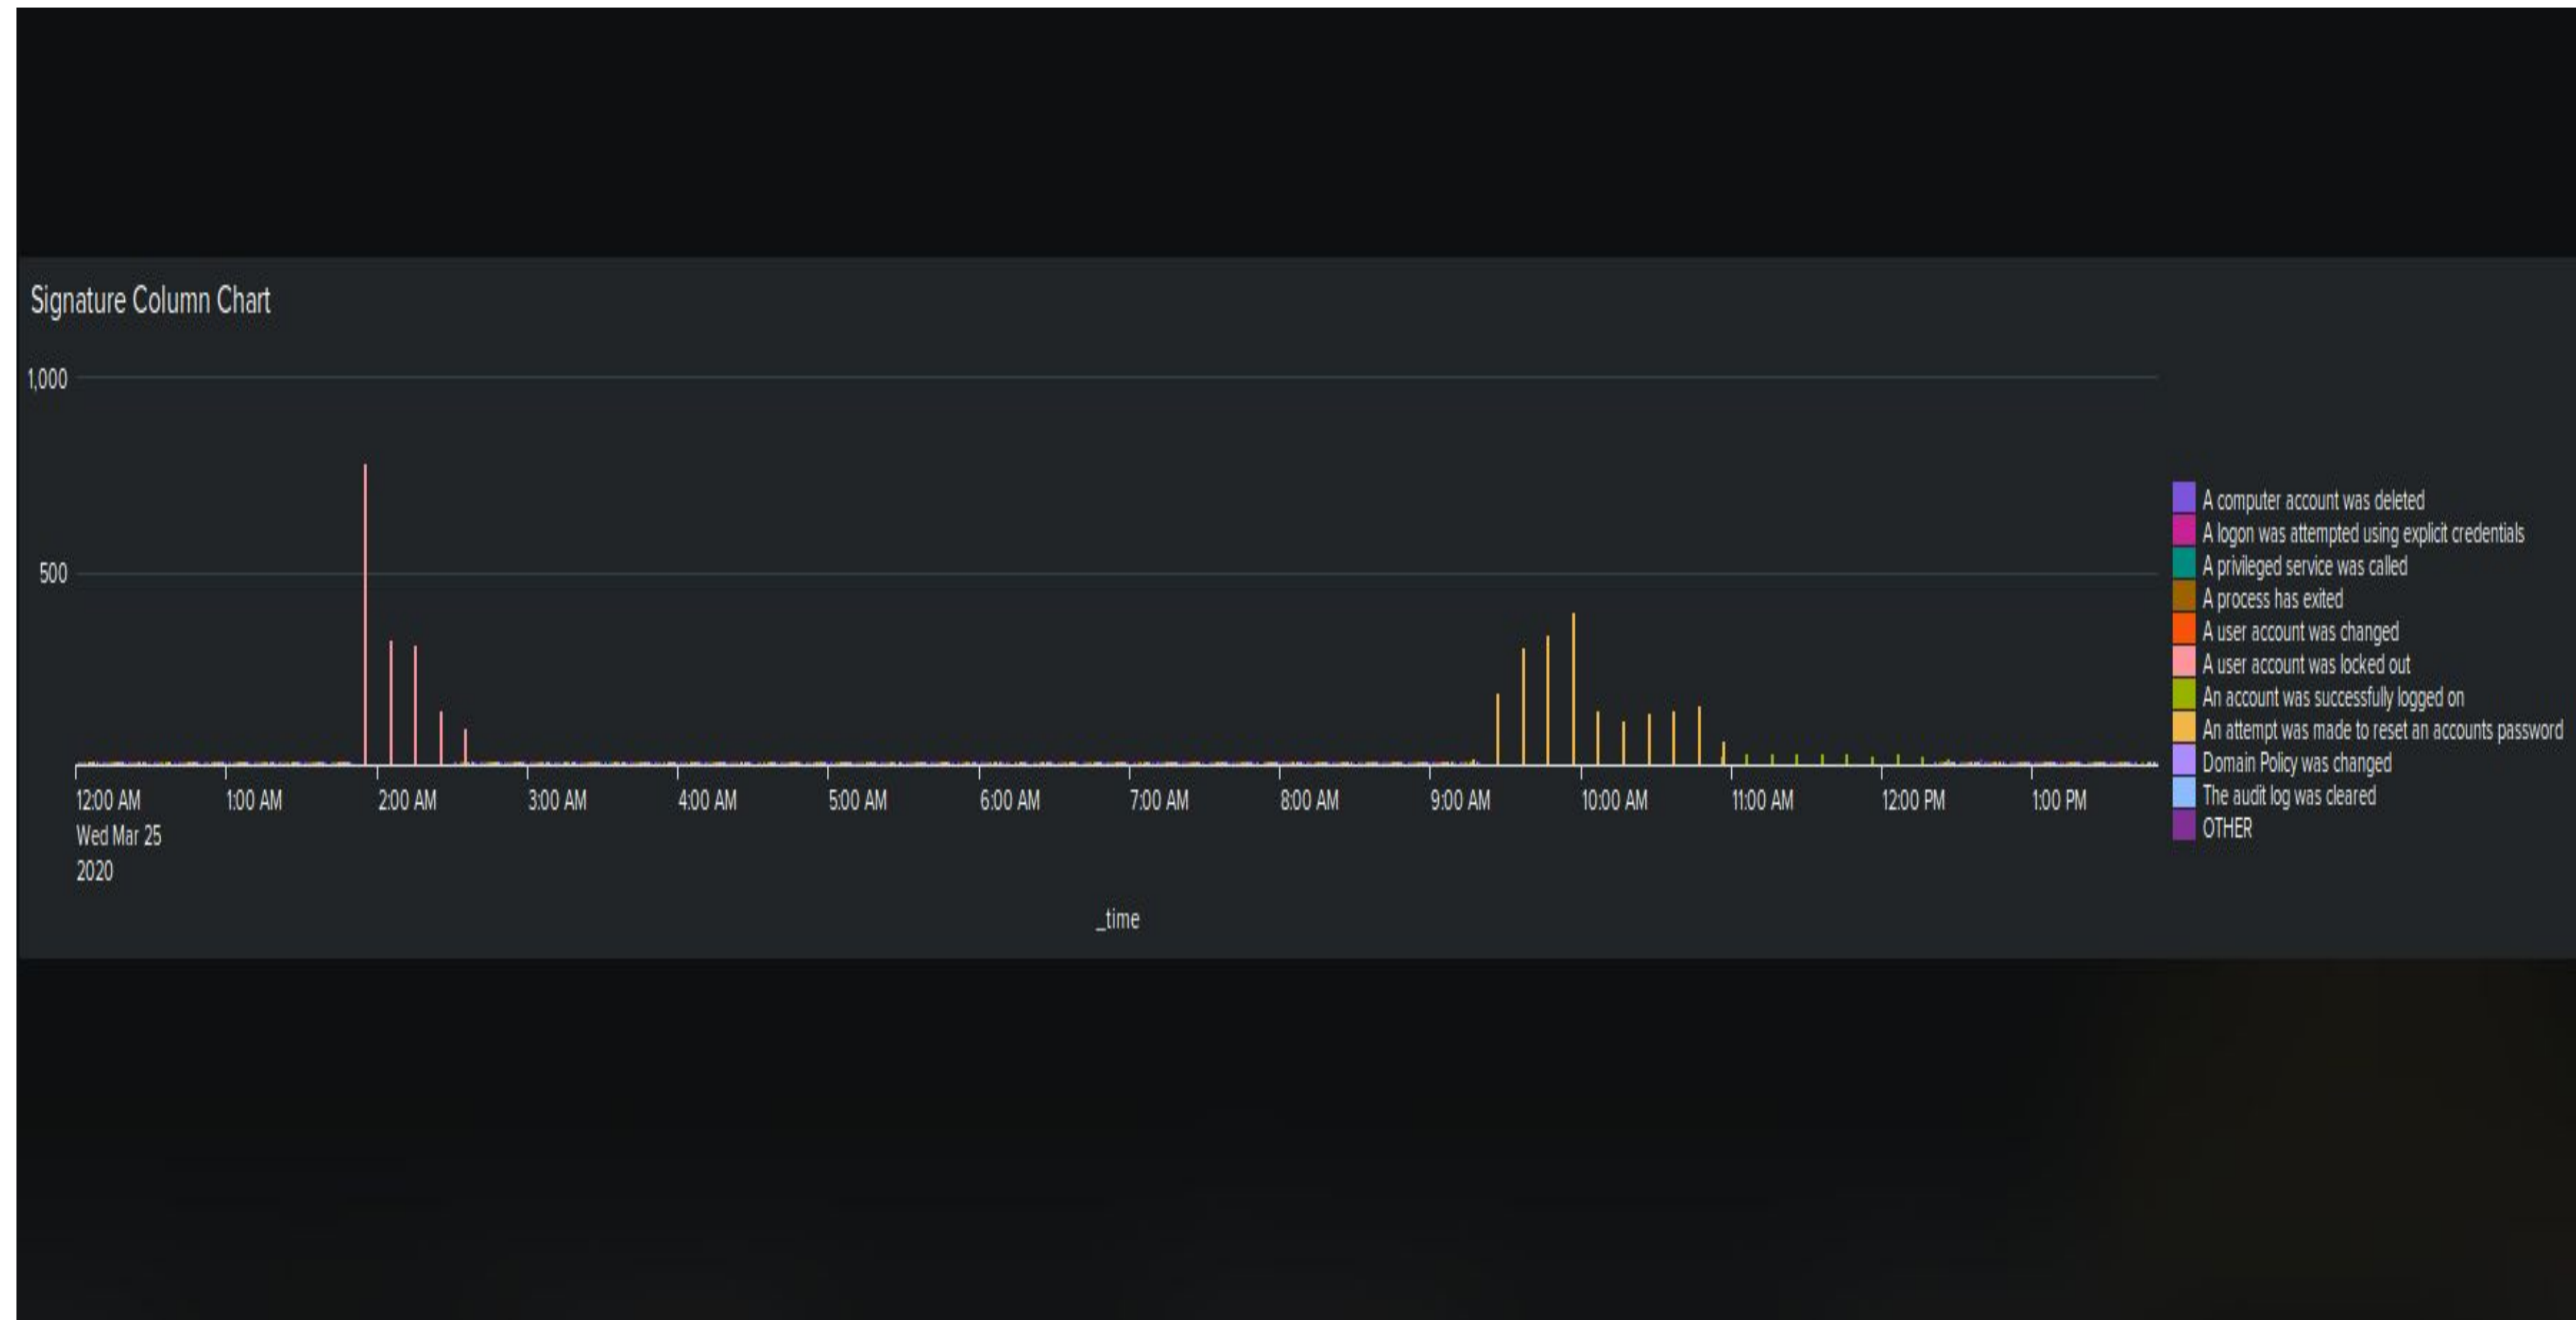 Signature Column Chart
1,000
500
12:00 AM
1:00 AM
2:00 AM
3:00 AM
4:00 AM
5:00 AM
6:00 AM
7:00 AM
8:00 AM
9:00 AM
10:00 AM
11:00 AM
12:00 PM
1:00 PM
Wed Mar 25
2020
_time
A computer account was deleted
A logon was attempted using explicit credentials
A privileged service was called
A process has exited
A user account was changed
A user account was locked out
An account was successfully logged on
An attempt was made to reset an accounts password
Domain Policy was changed
The audit log was cleared
OTHER